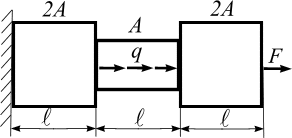 2A A 2A
q F
ℓ ℓ ℓ